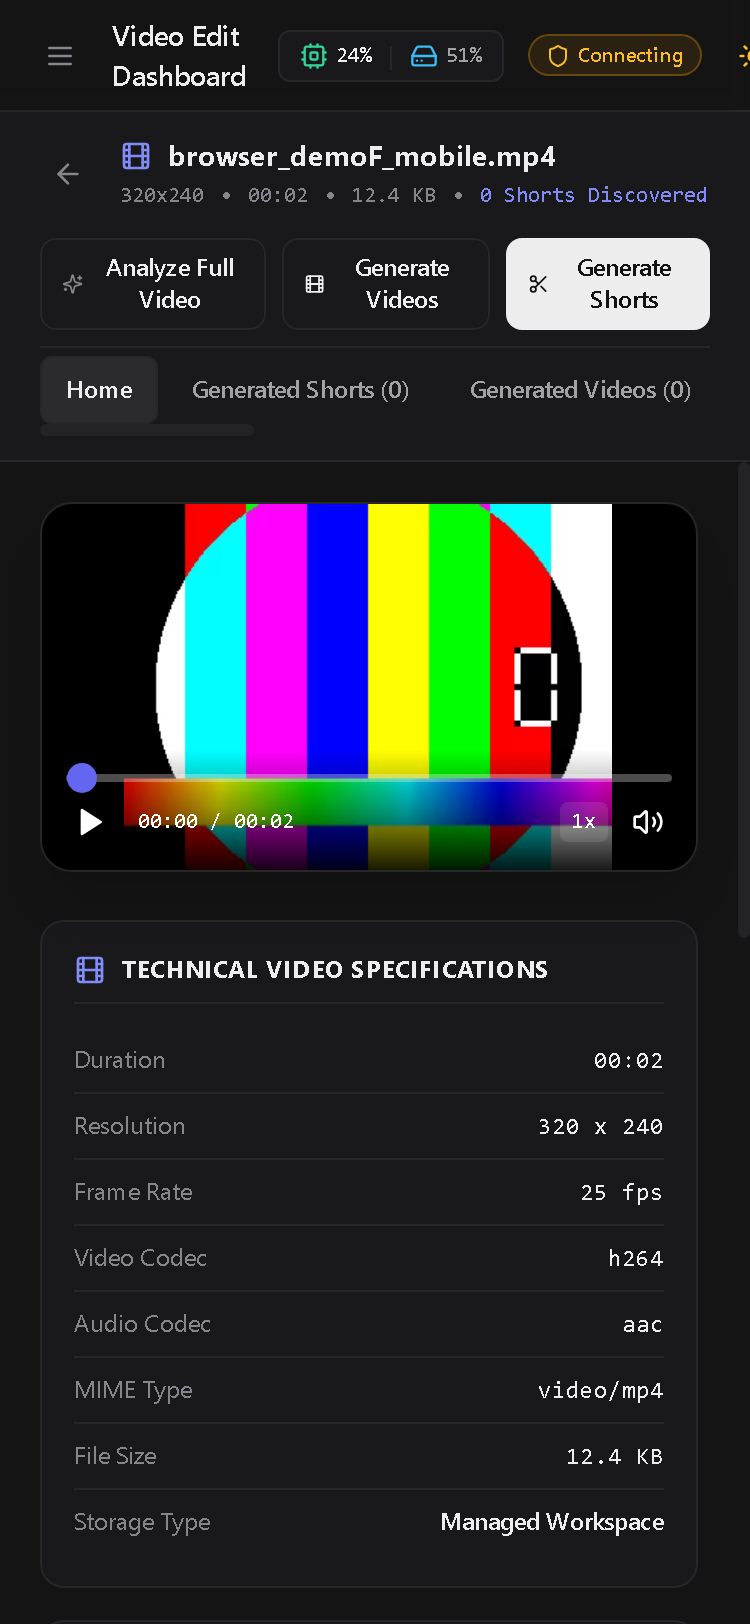 Video Edit
Dashboard
24%
51%
Connecting
browser_demoF_mobile.mp4
320x240 • 00:02 • 12.4 KB • 0 Shorts Discovered
Analyze Full
Video
Generate
Videos
Generate
Shorts
Home
Generated Shorts (0)
Generated Videos (0)
0
00:00 / 00:02
1x
TECHNICAL VIDEO SPECIFICATIONS
Duration 00:02
Resolution 320 x 240
Frame Rate 25 fps
Video Codec h264
Audio Codec aac
MIME Type video/mp4
File Size 12.4 KB
Storage Type Managed Workspace